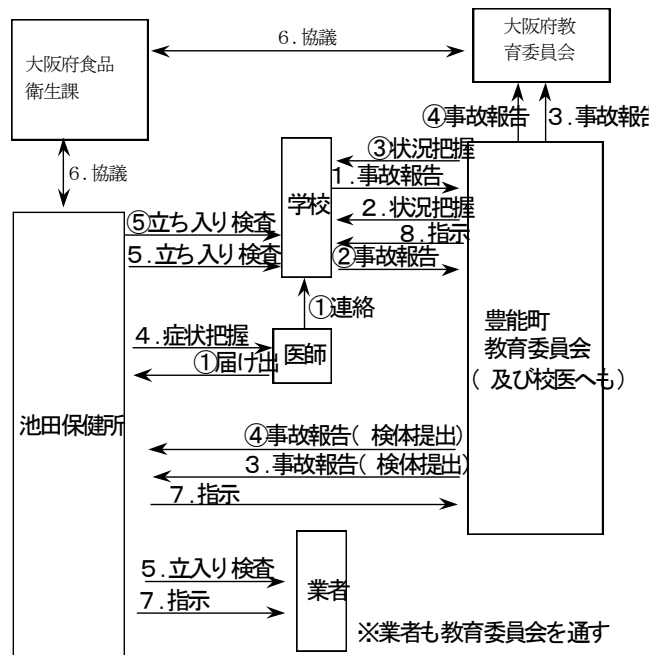 6．協議
大阪府食品
衛生課
大阪府教
育委員会
④事故報告
3．事故報告
6．協議
学校
③状況把握
1．事故報告
2．状況把握
8．指示
②事故報告
⑤立ち入り検査
5．立ち入り検査
①連絡
4．症状把握
医師
①届け出
豊能町
教育委員会
( 及び校医へも)
池田保健所
④事故報告( 検体提出)
3．事故報告( 検体提出)
7．指示
5．立入り検査
7．指示
業者
※業者も教育委員会を通す